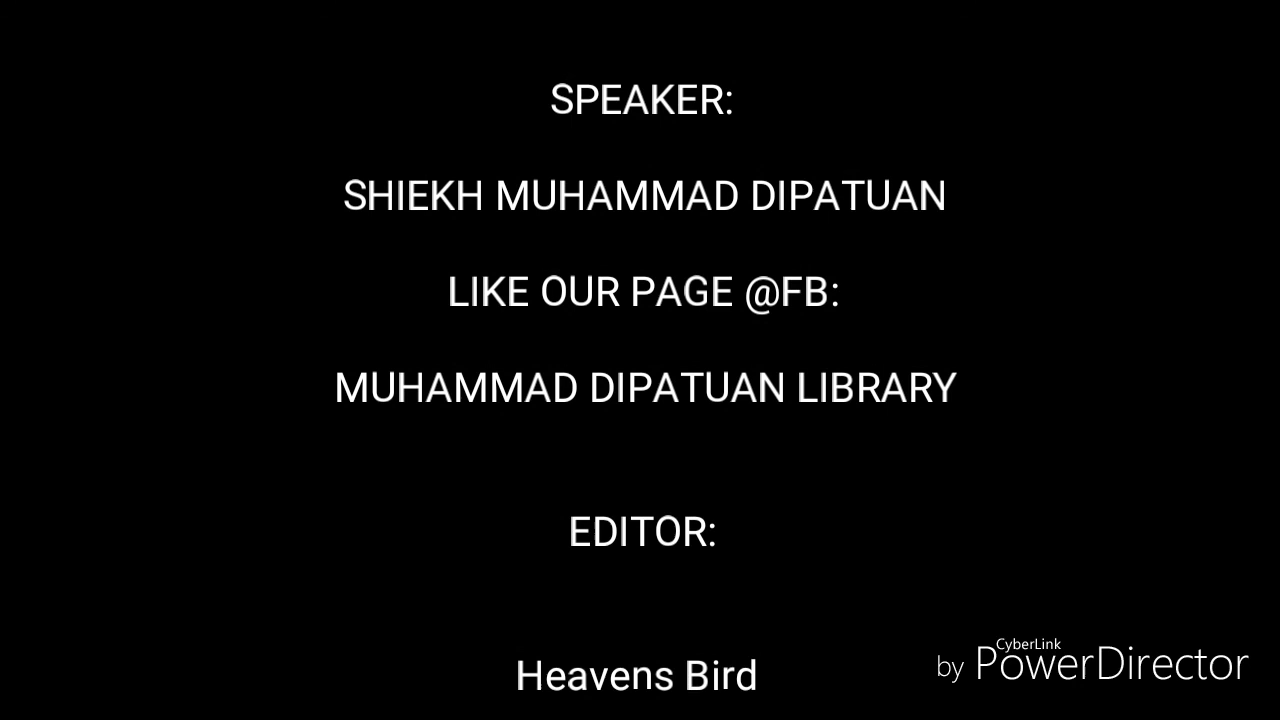 SPEAKER:
SHIEKH MUHAMMAD DIPATUAN
LIKE OUR PAGE @FB:
MUHAMMAD DIPATUAN LIBRARY
EDITOR:
Heavens Bird
CyberLink
by PowerDirector